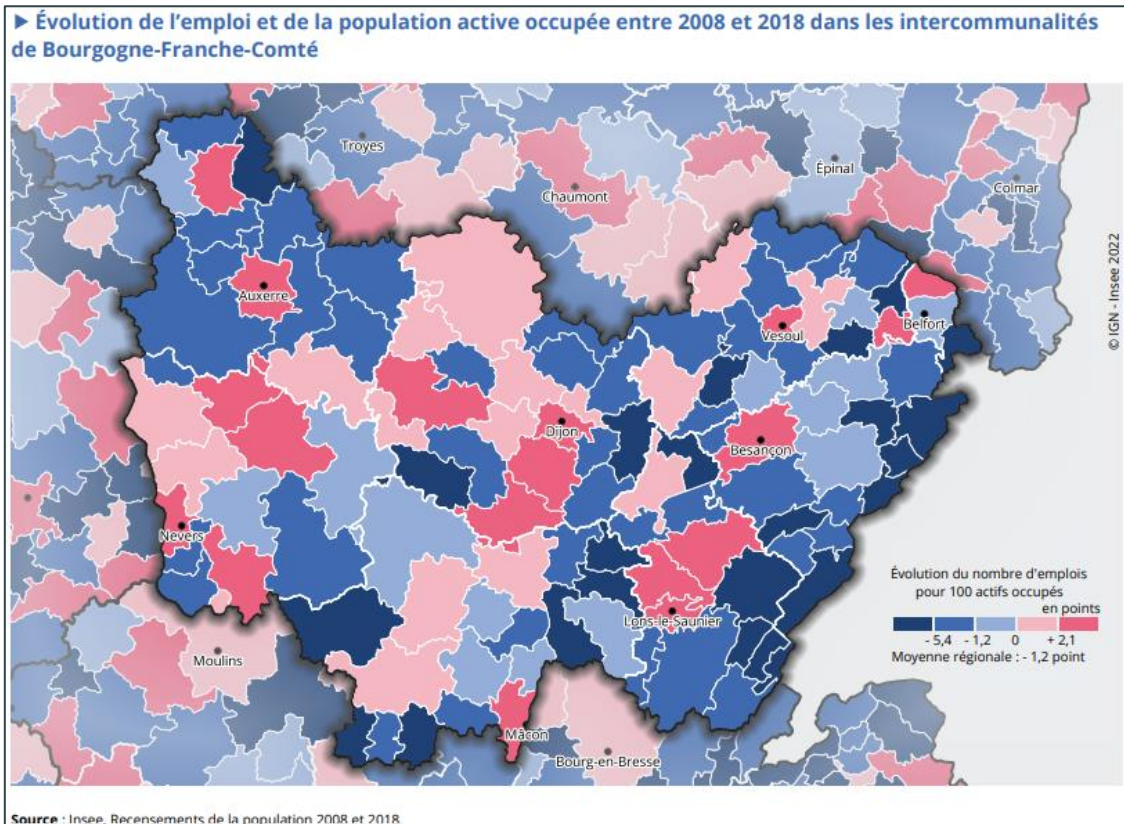 ► Évolution de l'emploi et de la population active occupée entre 2008 et 2018 dans les intercommunalités
de Bourgogne-Franche-Comté
Troyes
Épinal
Chaumont
Colmar
© IGN - Insee 2022
Auxerre
Vesoul
Belfort
Dijon
Besançon
Nevers
Évolution du nombre d'emplois
pour 100 actifs occupés
en points
- 5,4 - 1,2 0 + 2,1
Moyenne régionale : - 1,2 point
Lons-le-Saunier
Moulins
Mâcon
Bourg-en-Bresse
Source : Insee, Recensements de la population 2008 et 2018.